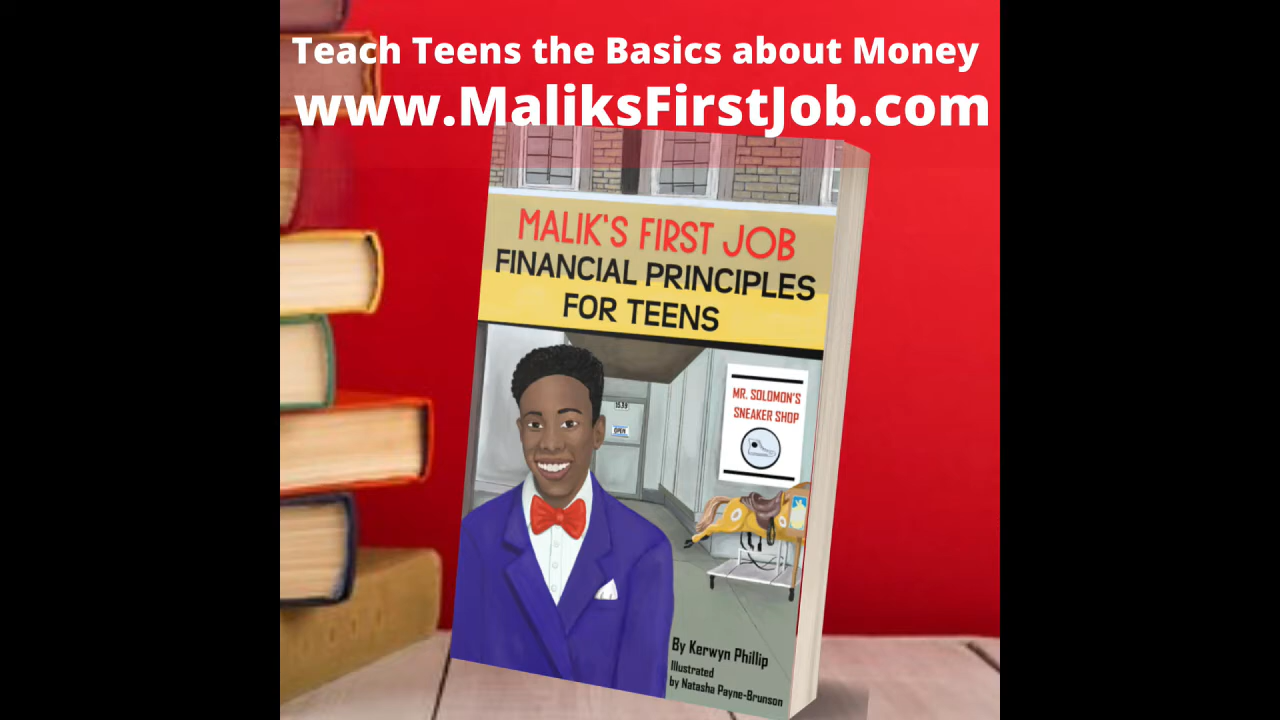 Teach Teens the Basics about Money
www.MaliksFirstJob.com
MALIK'S FIRST JOB
FINANCIAL PRINCIPLES
FOR TEENS
MR. SOLOMON'S
SNEAKER SHOP
OPEN
By Kerwyn Phillip
Illustrated
by Natasha Payne-Brunson